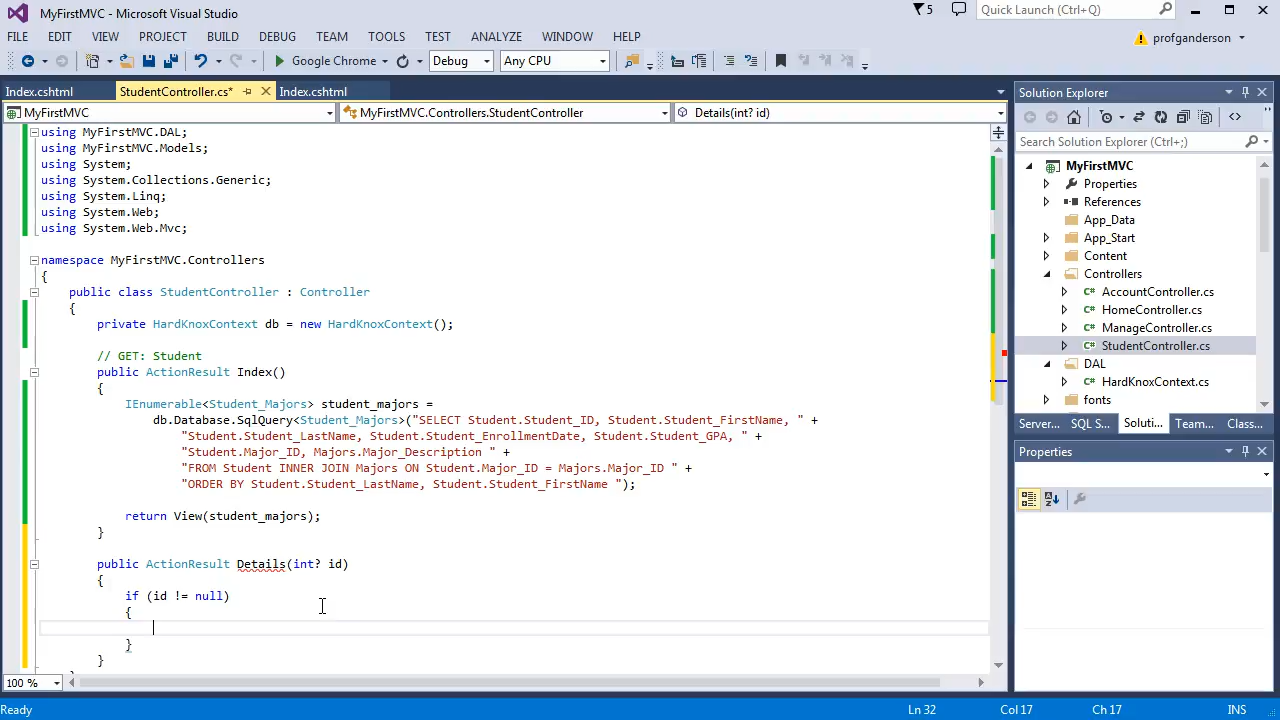 MyFirstMVC - Microsoft Visual Studio
5
Quick Launch (Ctrl+Q)
FILE EDIT VIEW PROJECT BUILD DEBUG TEAM TOOLS TEST ANALYZE WINDOW HELP
profganderson
Google Chrome Debug Any CPU
Index.cshtml StudentController.cs* Index.cshtml
MyFirstMVC MyFirstMVC.Controllers.StudentController Details(int? id)
using MyFirstMVC.DAL;
using MyFirstMVC.Models;
using System;
using System.Collections.Generic;
using System.Linq;
using System.Web;
using System.Web.Mvc;
namespace MyFirstMVC.Controllers
{
public class StudentController : Controller
{
private HardKnoxContext db = new HardKnoxContext();
// GET: Student
public ActionResult Index()
{
IEnumerable<Student_Majors> student_majors =
db.Database.SqlQuery<Student_Majors>("SELECT Student.Student_ID, Student.Student_FirstName, " +
"Student.Student_LastName, Student.Student_EnrollmentDate, Student.Student_GPA, " +
"Student.Major_ID, Majors.Major_Description " +
"FROM Student INNER JOIN Majors ON Student.Major_ID = Majors.Major_ID " +
"ORDER BY Student.Student_LastName, Student.Student_FirstName ");
return View(student_majors);
}
public ActionResult Details(int? id)
{
if (id != null)
{
}
}
100 %
Solution Explorer
Search Solution Explorer (Ctrl+;)
MyFirstMVC
Properties
References
App_Data
App_Start
Content
Controllers
C# AccountController.cs
C# HomeController.cs
C# ManageController.cs
C# StudentController.cs
DAL
C# HardKnoxContext.cs
fonts
Server... SQL S... Soluti... Team... Class...
Properties
Ready Ln 32 Col 17 Ch 17 INS